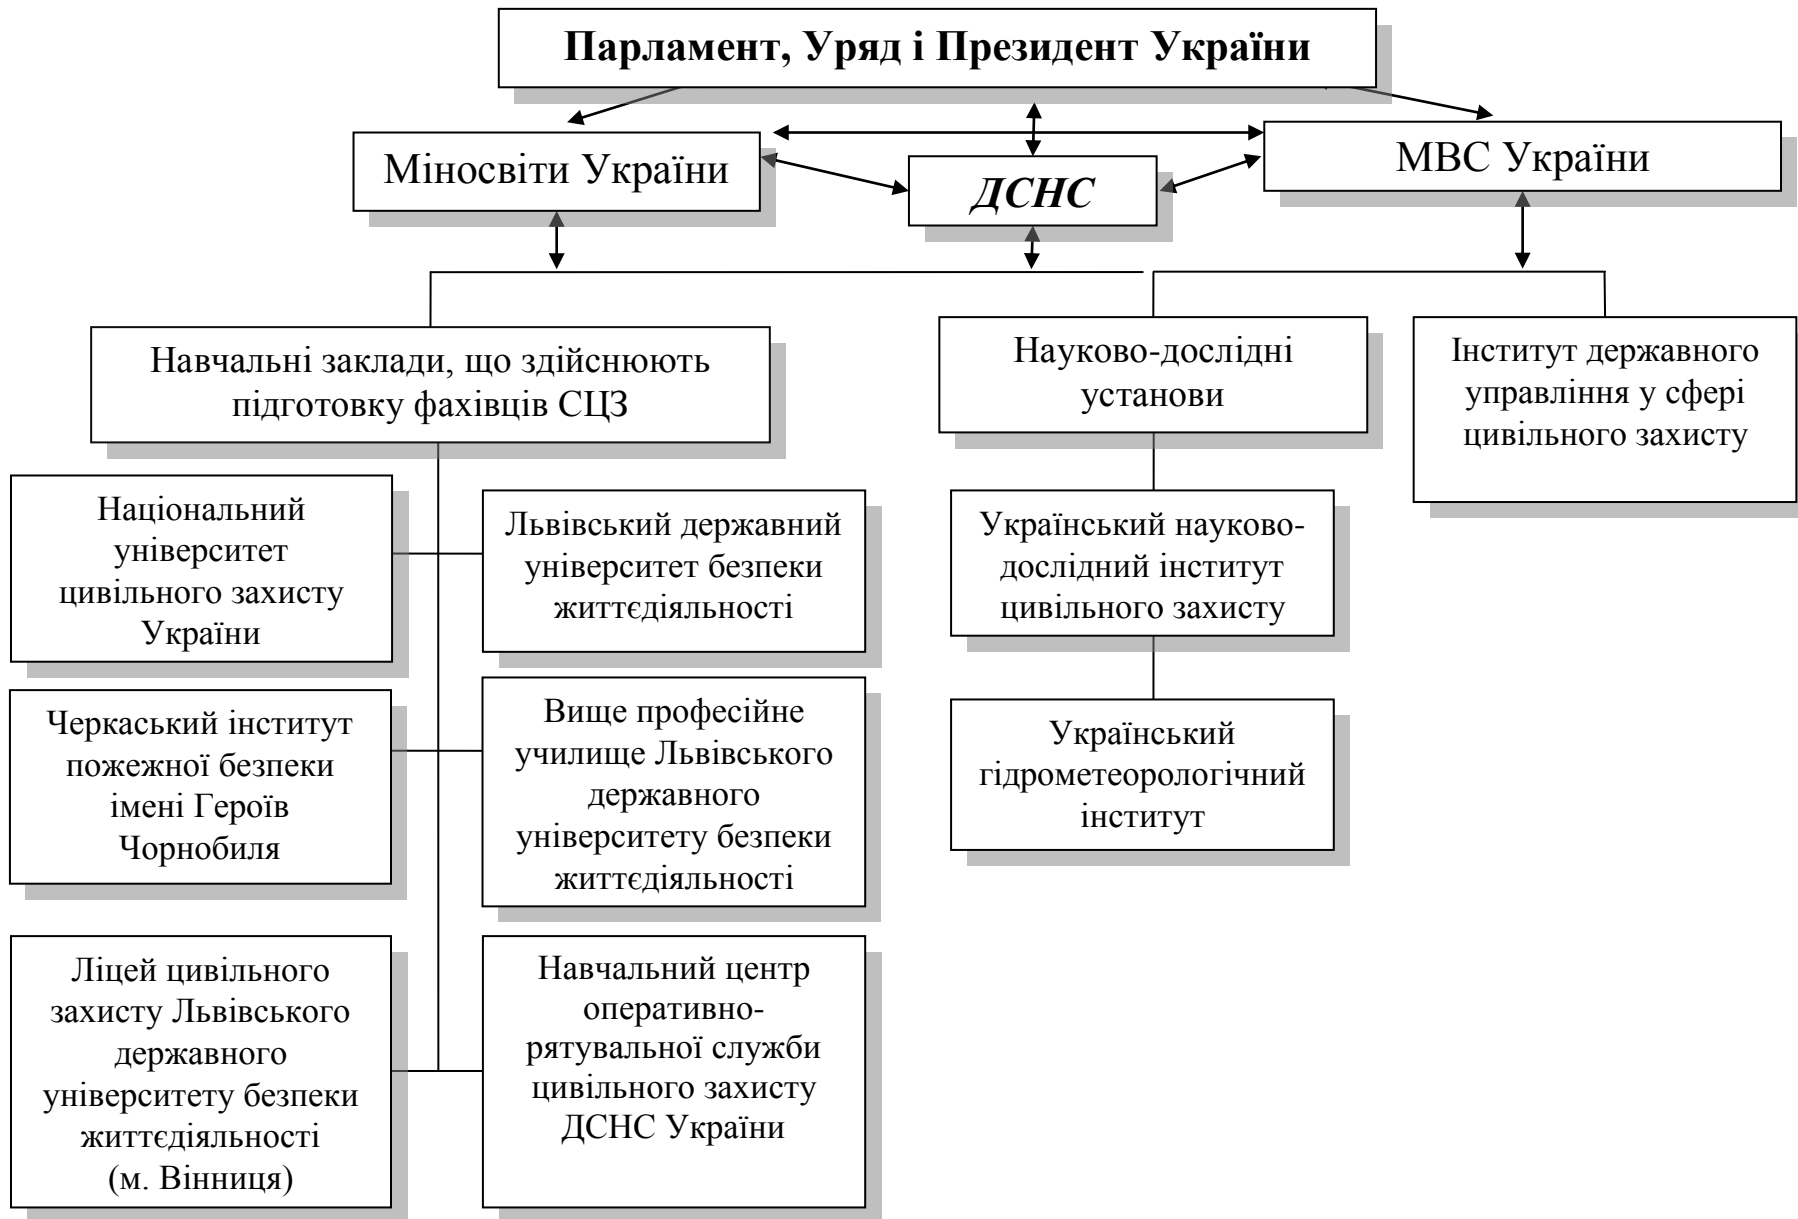 Парламент, Уряд і Президент України
Міносвіти України
ДСНС
МВС України
Навчальні заклади, що здійснюють
підготовку фахівців СЦЗ
Науково-дослідні
установи
Інститут державного
управління у сфері
цивільного захисту
Національний
університет
цивільного захисту
України
Львівський державний
університет безпеки
життєдіяльності
Український науково-
дослідний інститут
цивільного захисту
Черкаський інститут
пожежної безпеки
імені Героїв
Чорнобиля
Вище професійне
училище Львівського
державного
університету безпеки
життєдіяльності
Український
гідрометеорологічний
інститут
Ліцей цивільного
захисту Львівського
державного
університету безпеки
життєдіяльності
(м. Вінниця)
Навчальний центр
оперативно-
рятувальної служби
цивільного захисту
ДСНС України